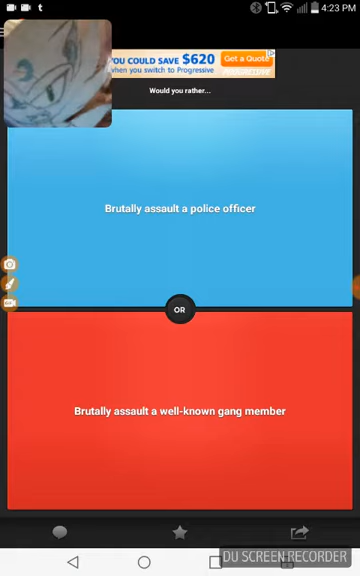 t
4:23 PM
YOU COULD SAVE $620
when you switch to Progressive
Get a Quote
PROGRESSIVE
Would you rather...
Brutally assault a police officer
OR
Brutally assault a well-known gang member
DU SCREEN RECORDER